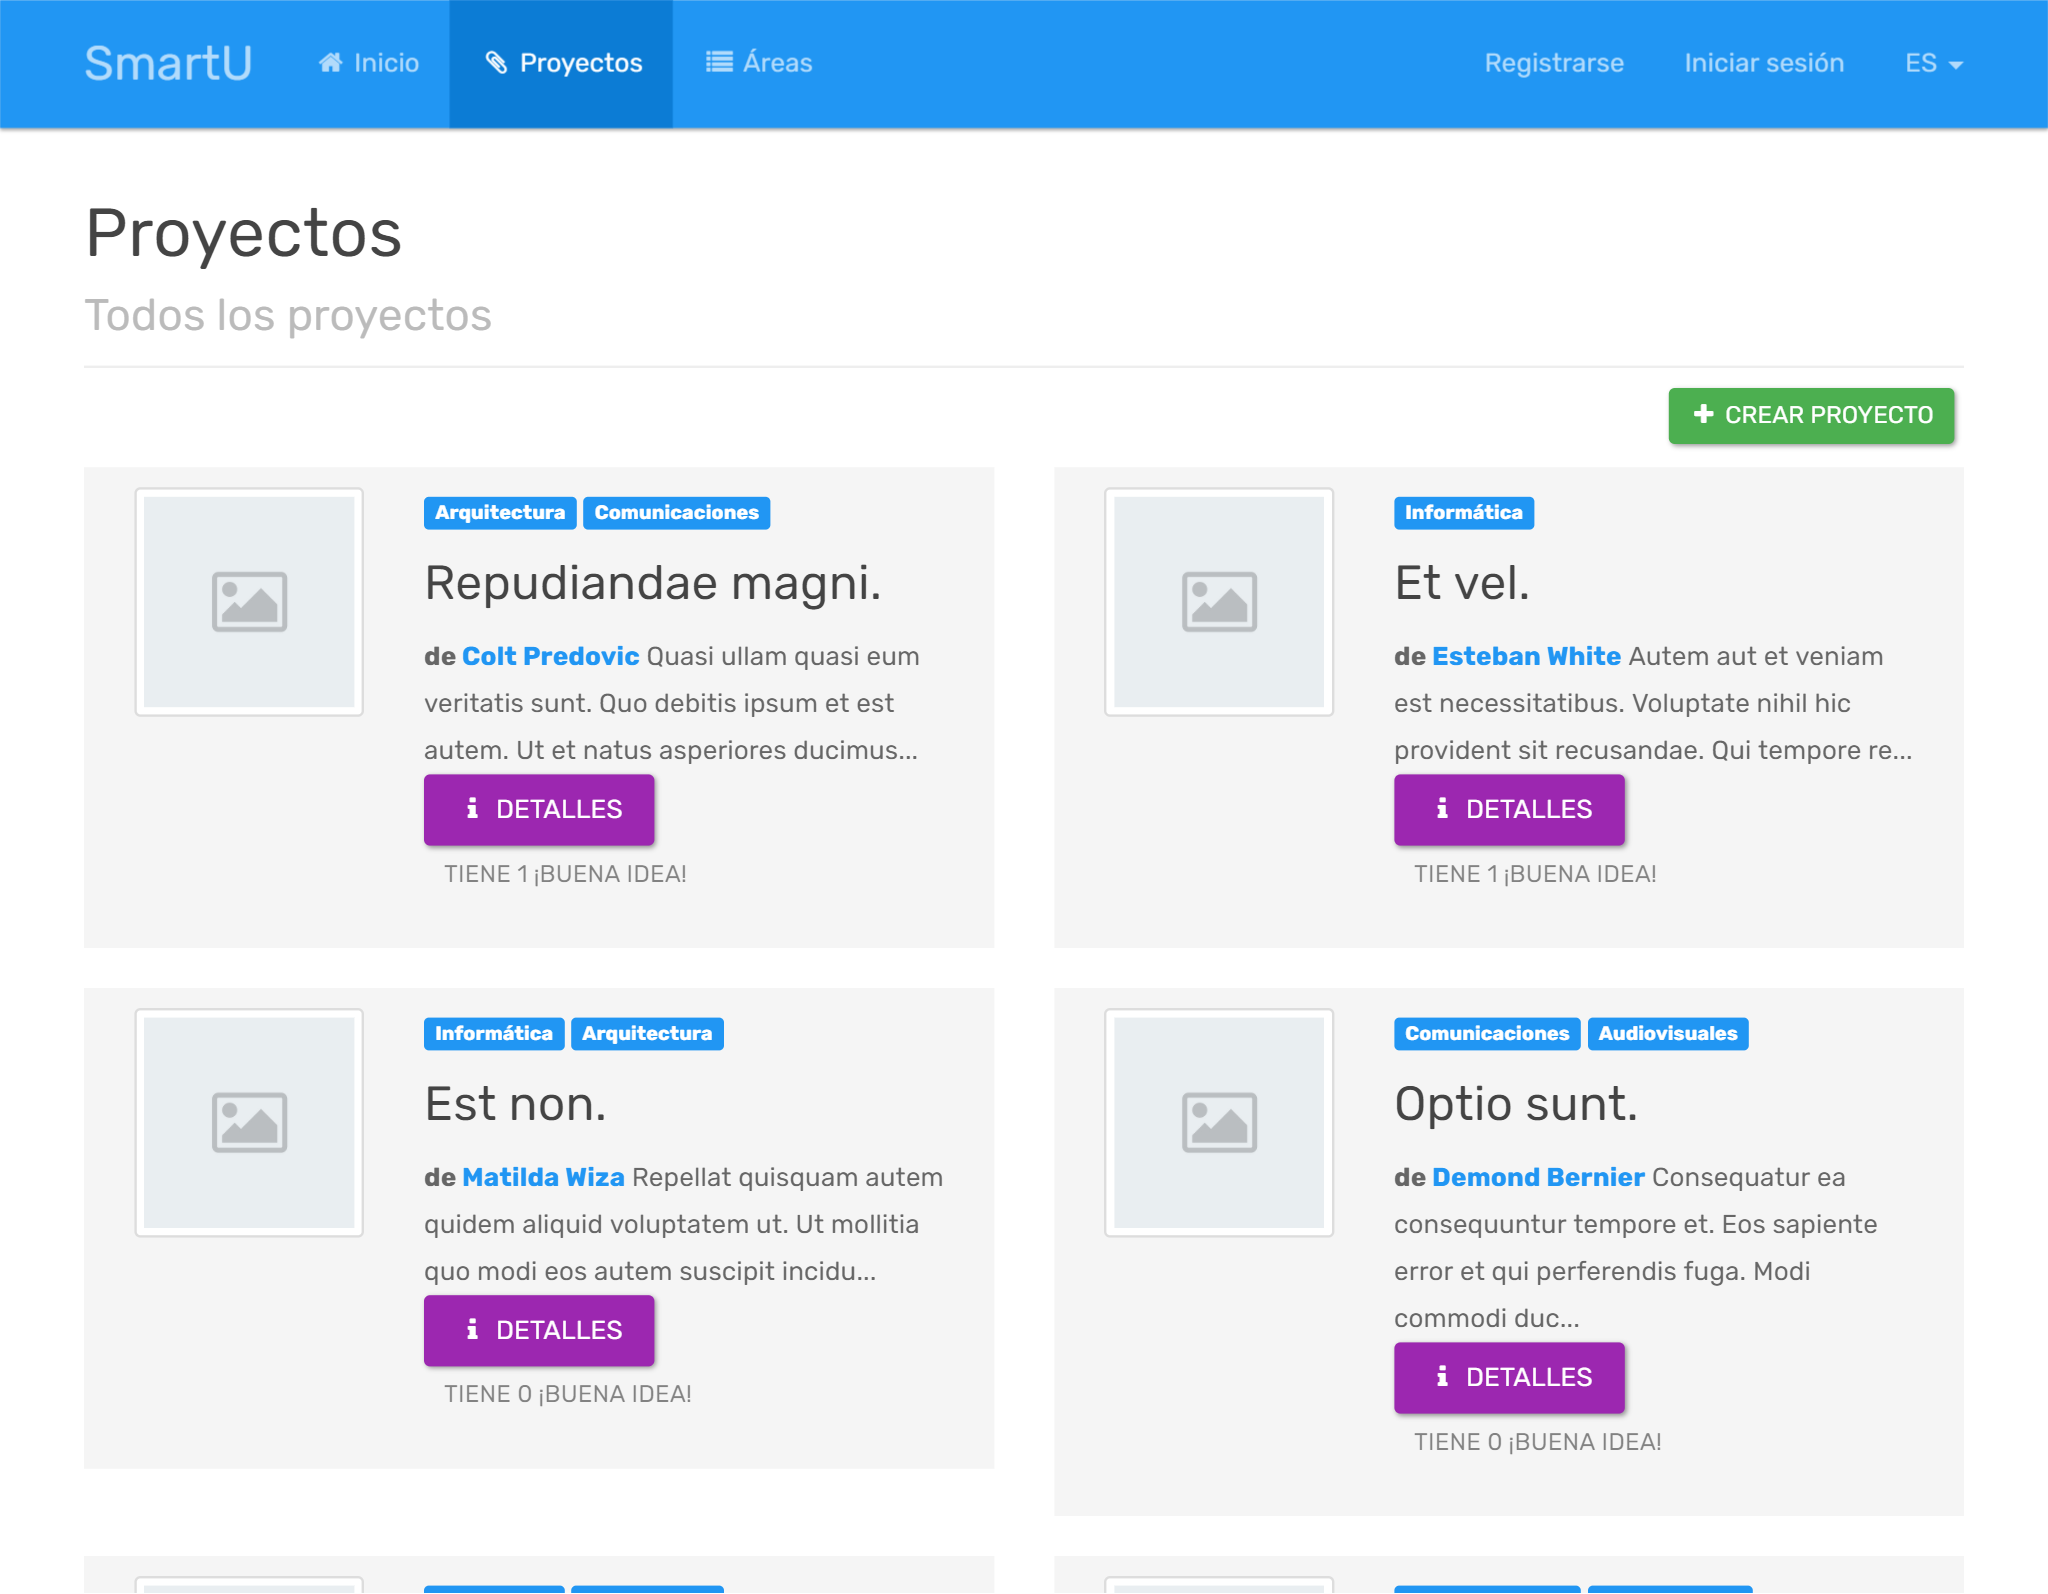 SmartU Inicio Proyectos Áreas Registrarse Iniciar sesión ES
Proyectos
Todos los proyectos
CREAR PROYECTO
Arquitectura Comunicaciones
Repudiandae magni.
de Colt Predovic Quasi ullam quasi eum
veritatis sunt. Quo debitis ipsum et est
autem. Ut et natus asperiores ducimus...
DETALLES
TIENE 1 ¡BUENA IDEA!
Informática
Et vel.
de Esteban White Autem aut et veniam
est necessitatibus. Voluptate nihil hic
provident sit recusandae. Qui tempore re...
DETALLES
TIENE 1 ¡BUENA IDEA!
Informática Arquitectura
Est non.
de Matilda Wiza Repellat quisquam autem
quidem aliquid voluptatem ut. Ut mollitia
quo modi eos autem suscipit incidu...
DETALLES
TIENE 0 ¡BUENA IDEA!
Comunicaciones Audiovisuales
Optio sunt.
de Demond Bernier Consequatur ea
consequuntur tempore et. Eos sapiente
error et qui perferendis fuga. Modi
commodi duc...
DETALLES
TIENE 0 ¡BUENA IDEA!